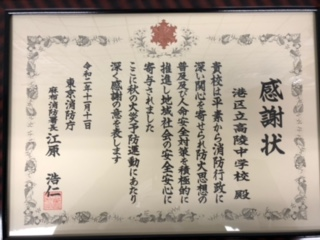 感謝状
港区立高陵中学校 殿
貴校は平素から消防行政に
深い関心を寄せられ防火思想の
普及及び人命安全対策を積極的に
推進し地域社会の安全安心に
寄与されました
ここに秋の火災予防運動にあたり
深く感謝の意を表します
令和二年十一月十一日
東京消防庁
麻布消防署長 江原 浩仁